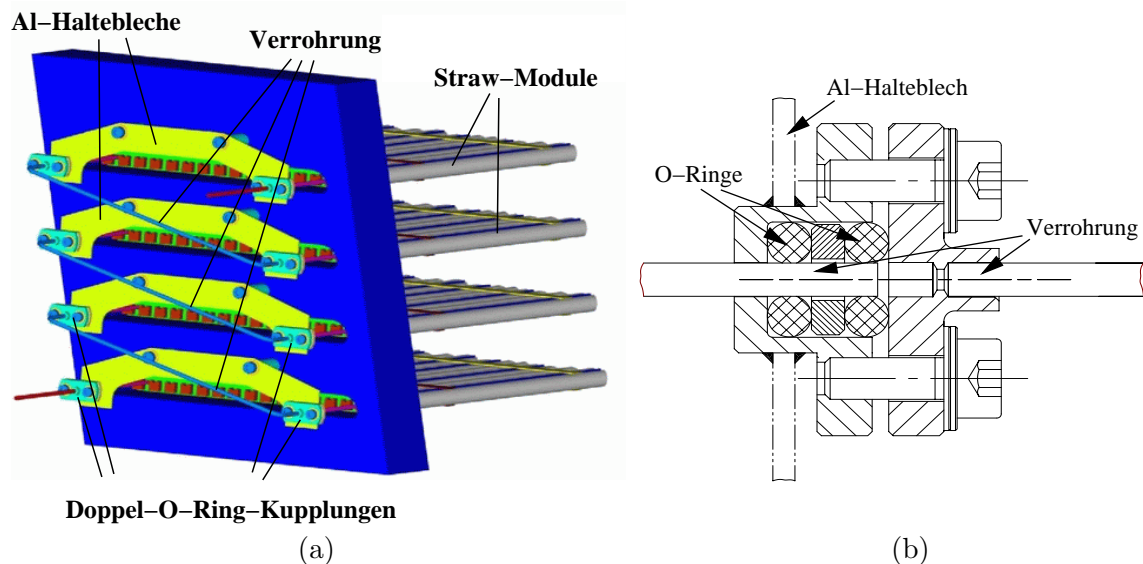 Al–Haltebleche
Verrohrung
Straw–Module
Doppel–O–Ring–Kupplungen
(a)
Al–Halteblech
O–Ringe
Verrohrung
(b)